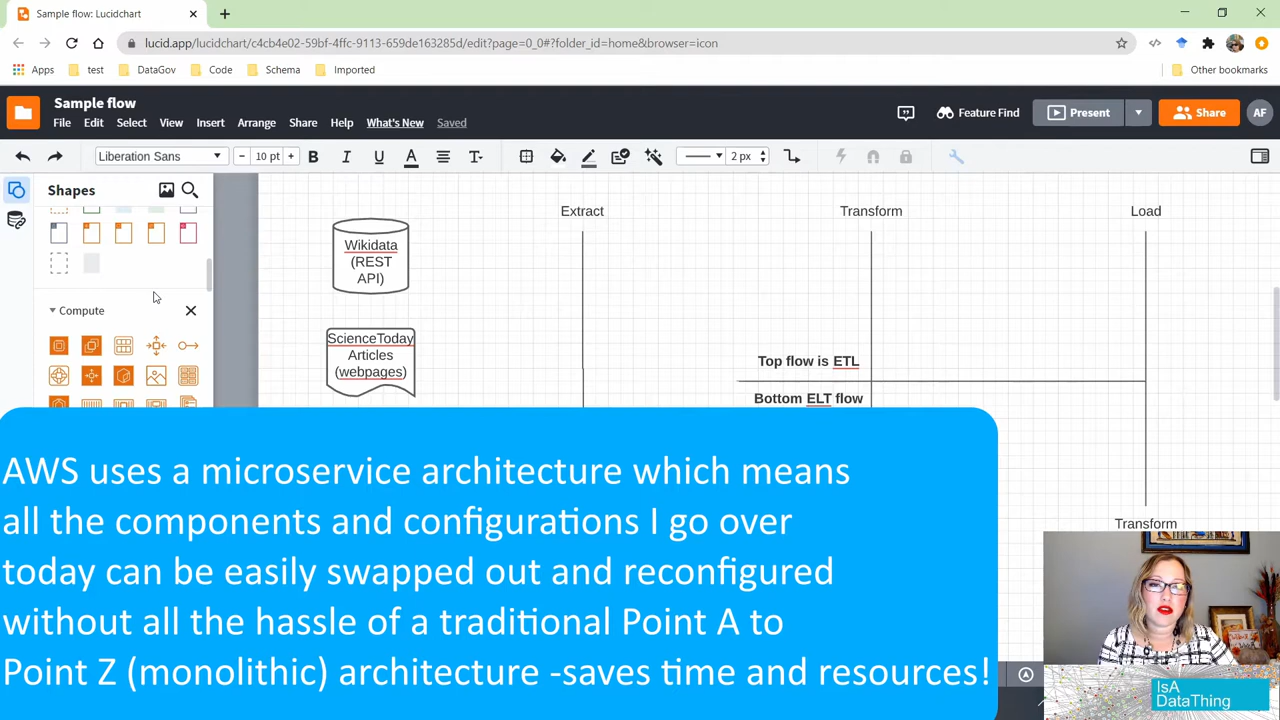 Sample flow: Lucidchart
lucid.app/lucidchart/c4cb4e02-59bf-4ffc-9113-659de163285d/edit?page=0_0#?folder_id=home&browser=icon
Apps test DataGov Code Schema Imported Other bookmarks
Sample flow
File Edit Select View Insert Arrange Share Help What's New Saved
Feature Find Present Share AF
Liberation Sans 10 pt B I U A T 2 px
Shapes
Compute
Extract Transform Load
Wikidata
(REST
API)
ScienceToday
Articles
(webpages)
Top flow is ETL
Bottom ELT flow
Transform
AWS uses a microservice architecture which means
all the components and configurations I go over
today can be easily swapped out and reconfigured
without all the hassle of a traditional Point A to
Point Z (monolithic) architecture -saves time and resources!
IsA
DataThing